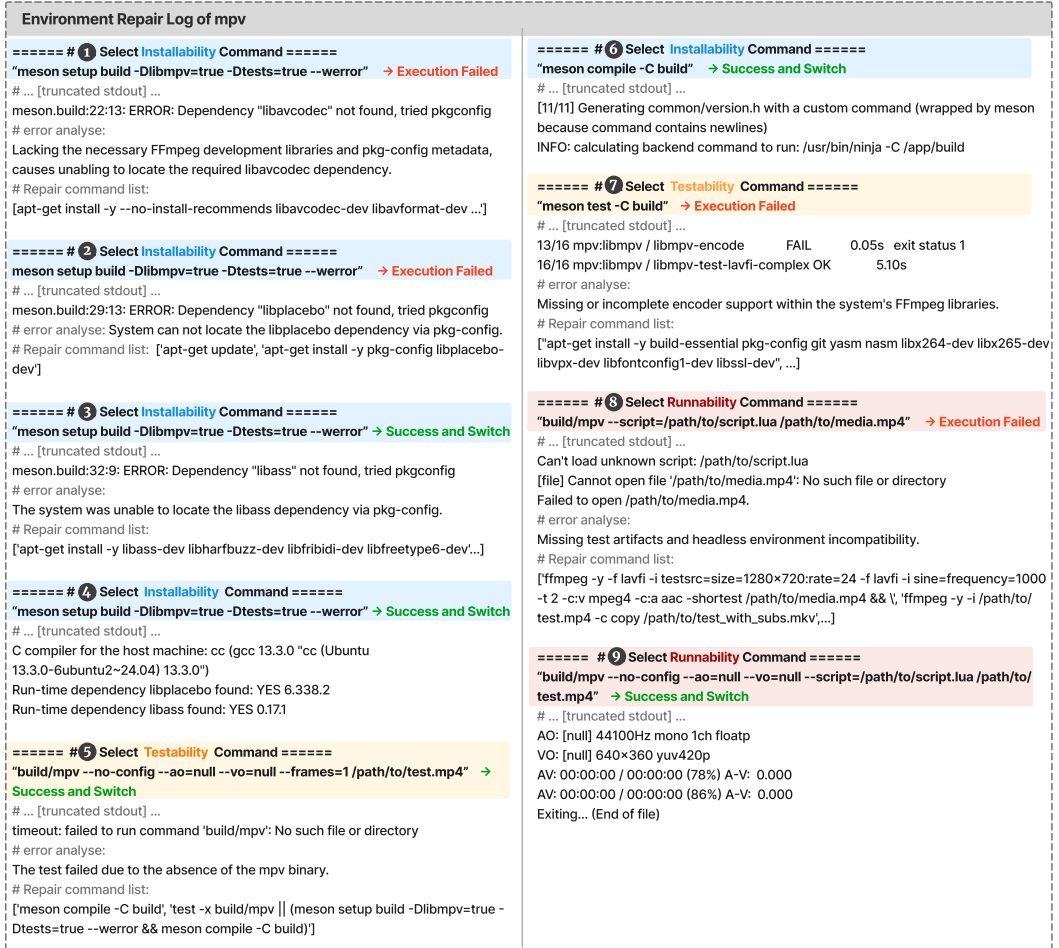 Environment Repair Log of mpv
====== # 1 Select Installability Command ======
“meson setup build -Dlibmpv=true -Dtests=true --werror” → Execution Failed
# ... [truncated stdout] ...
meson.build:22:13: ERROR: Dependency "libavcodec" not found, tried pkgconfig
# error analyse:
Lacking the necessary FFmpeg development libraries and pkg-config metadata,
causes unabling to locate the required libavcodec dependency.
# Repair command list:
[apt-get install -y --no-install-recommends libavcodec-dev libavformat-dev ...']
====== # 2 Select Installability Command ======
meson setup build -Dlibmpv=true -Dtests=true --werror” → Execution Failed
# ... [truncated stdout] ...
meson.build:29:13: ERROR: Dependency "libplacebo" not found, tried pkgconfig
# error analyse: System can not locate the libplacebo dependency via pkg-config.
# Repair command list: ['apt-get update', 'apt-get install -y pkg-config libplacebo-
dev']
====== # 3 Select Installability Command ======
“meson setup build -Dlibmpv=true -Dtests=true --werror” → Success and Switch
# ... [truncated stdout] ...
meson.build:32:9: ERROR: Dependency "libass" not found, tried pkgconfig
# error analyse:
The system was unable to locate the libass dependency via pkg-config.
# Repair command list:
['apt-get install -y libass-dev libharfbuzz-dev libfribidi-dev libfreetype6-dev'...]
====== # 4 Select Installability Command ======
“meson setup build -Dlibmpv=true -Dtests=true --werror” → Success and Switch
# ... [truncated stdout] ...
C compiler for the host machine: cc (gcc 13.3.0 "cc (Ubuntu
13.3.0-6ubuntu2~24.04) 13.3.0")
Run-time dependency libplacebo found: YES 6.338.2
Run-time dependency libass found: YES 0.17.1
====== # 5 Select Testability Command ======
“build/mpv --no-config --ao=null --vo=null --frames=1 /path/to/test.mp4” →
Success and Switch
# ... [truncated stdout] ...
timeout: failed to run command 'build/mpv': No such file or directory
# error analyse:
The test failed due to the absence of the mpv binary.
# Repair command list:
['meson compile -C build', 'test -x build/mpv || (meson setup build -Dlibmpv=true -
Dtests=true --werror && meson compile -C build)']
====== # 6 Select Installability Command ======
“meson compile -C build” → Success and Switch
# ... [truncated stdout] ...
[11/11] Generating common/version.h with a custom command (wrapped by meson
because command contains newlines)
INFO: calculating backend command to run: /usr/bin/ninja -C /app/build
====== # 7 Select Testability Command ======
“meson test -C build” → Execution Failed
# ... [truncated stdout] ...
13/16 mpv:libmpv / libmpv-encode FAIL 0.05s exit status 1
16/16 mpv:libmpv / libmpv-test-lavfi-complex OK 5.10s
# error analyse:
Missing or incomplete encoder support within the system's FFmpeg libraries.
# Repair command list:
["apt-get install -y build-essential pkg-config git yasm nasm libx264-dev libx265-dev
libvpx-dev libfontconfig1-dev libssl-dev", ...]
====== # 8 Select Runnability Command ======
“build/mpv --script=/path/to/script.lua /path/to/media.mp4” → Execution Failed
# ... [truncated stdout] ...
Can't load unknown script: /path/to/script.lua
[file] Cannot open file '/path/to/media.mp4': No such file or directory
Failed to open /path/to/media.mp4.
# error analyse:
Missing test artifacts and headless environment incompatibility.
# Repair command list:
['ffmpeg -y -f lavfi -i testsrc=size=1280×720:rate=24 -f lavfi -i sine=frequency=1000
-t 2 -c:v mpeg4 -c:a aac -shortest /path/to/media.mp4 && \', 'ffmpeg -y -i /path/to/
test.mp4 -c copy /path/to/test_with_subs.mkv',...]
====== # 9 Select Runnability Command ======
“build/mpv --no-config --ao=null --vo=null --script=/path/to/script.lua /path/to/
test.mp4” → Success and Switch
# ... [truncated stdout] ...
AO: [null] 44100Hz mono 1ch floatp
VO: [null] 640×360 yuv420p
AV: 00:00:00 / 00:00:00 (78%) A-V: 0.000
AV: 00:00:00 / 00:00:00 (86%) A-V: 0.000
Exiting... (End of file)